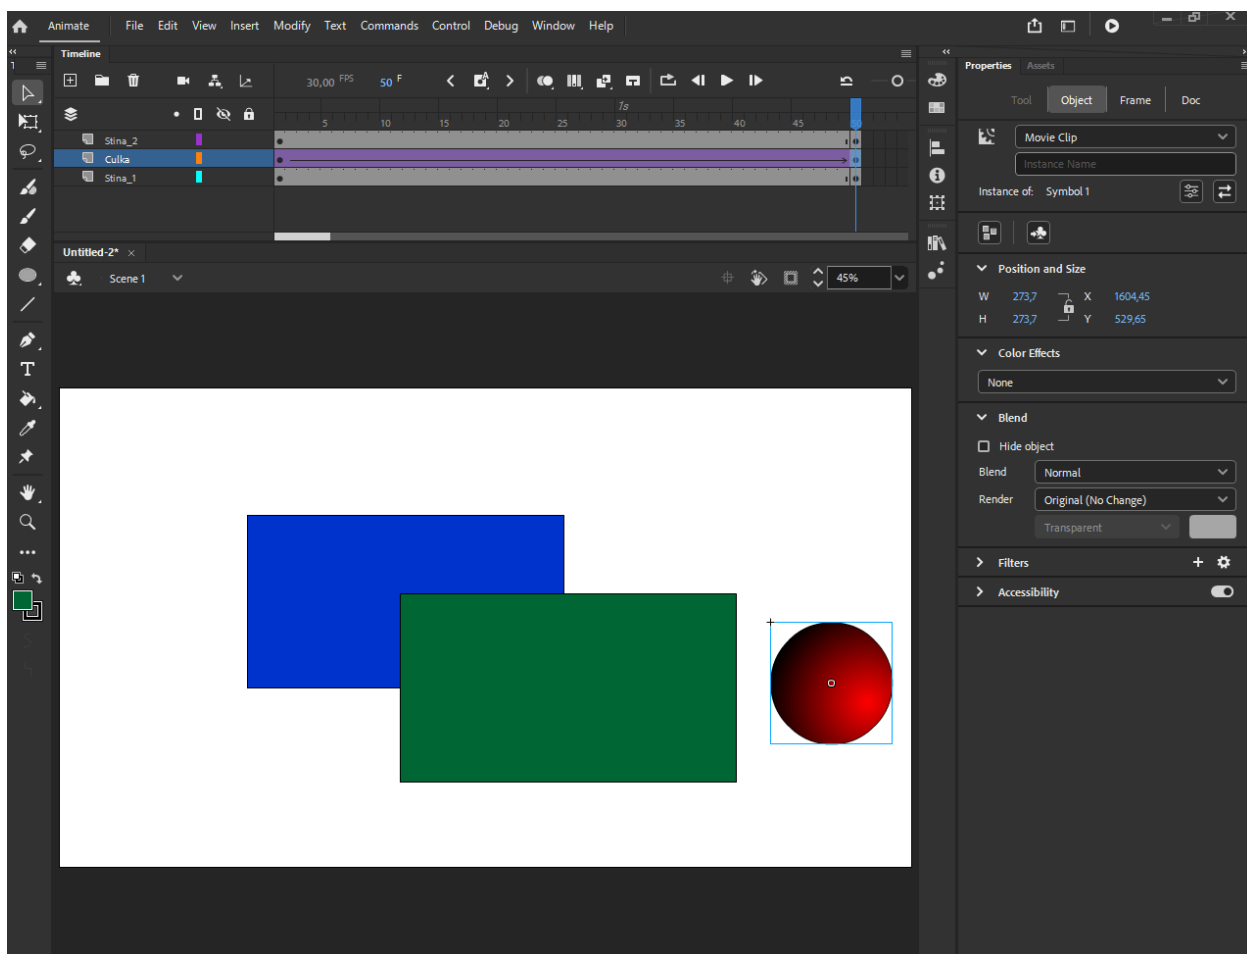 Animate File Edit View Insert Modify Text Commands Control Debug Window Help
Timeline
30,00 FPS 50 F
1s
5 10 15 20 25 30 35 40 45 50
Stina_2
Culka
Stina_1
Untitled-2* ×
Scene 1 45%
Properties Assets
Tool Object Frame Doc
Movie Clip
Instance Name
Instance of: Symbol 1
Position and Size
W 273,7 X 1604,45
H 273,7 Y 529,65
Color Effects
None
Blend
Hide object
Blend Normal
Render Original (No Change)
Transparent
Filters
Accessibility